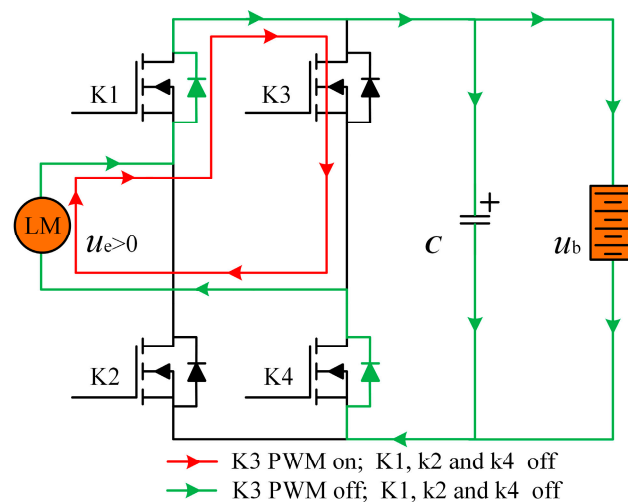 K1
K3
LM
ue>0
C
+
ub
K2
K4
K3 PWM on; K1, k2 and k4 off
K3 PWM off; K1, k2 and k4 off